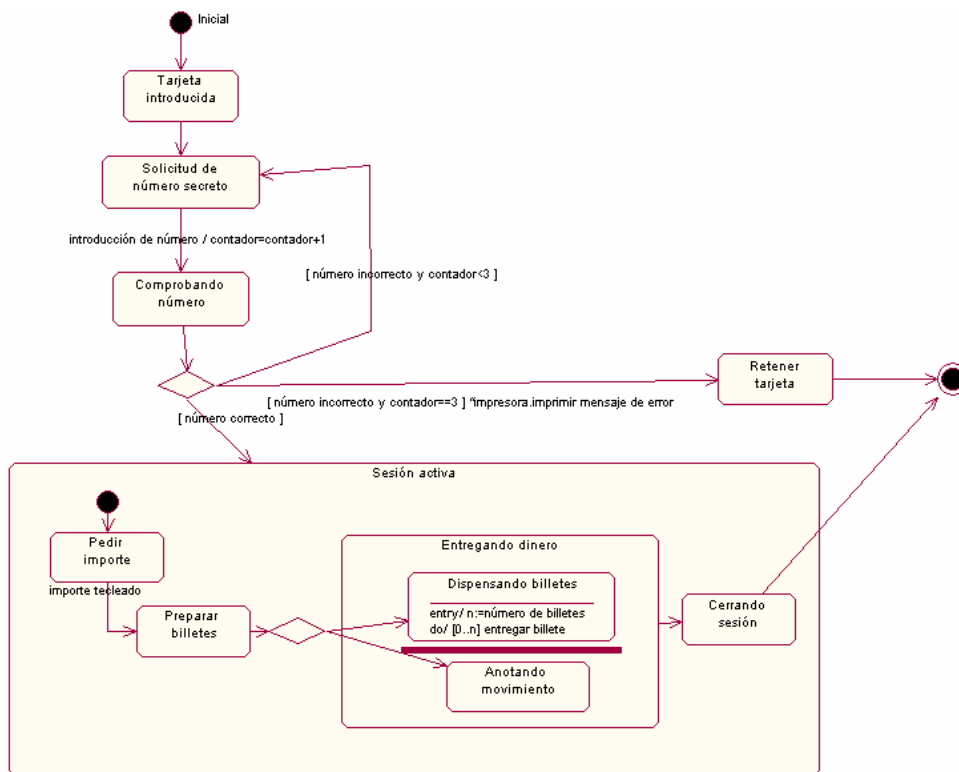 Inicial
Tarjeta
introducida
Solicitud de
número secreto
introducción de número / contador=contador+1
[ número incorrecto y contador<3 ]
Comprobando
número
Retener
tarjeta
[ número incorrecto y contador==3 ] ^impresora.imprimir mensaje de error
[ número correcto ]
Sesión activa
Pedir
importe
importe tecleado
Preparar
billetes
Entregando dinero
Dispensando billetes
entry/ n:=número de billetes
do/ [0..n] entregar billete
Anotando
movimiento
Cerrando
sesión